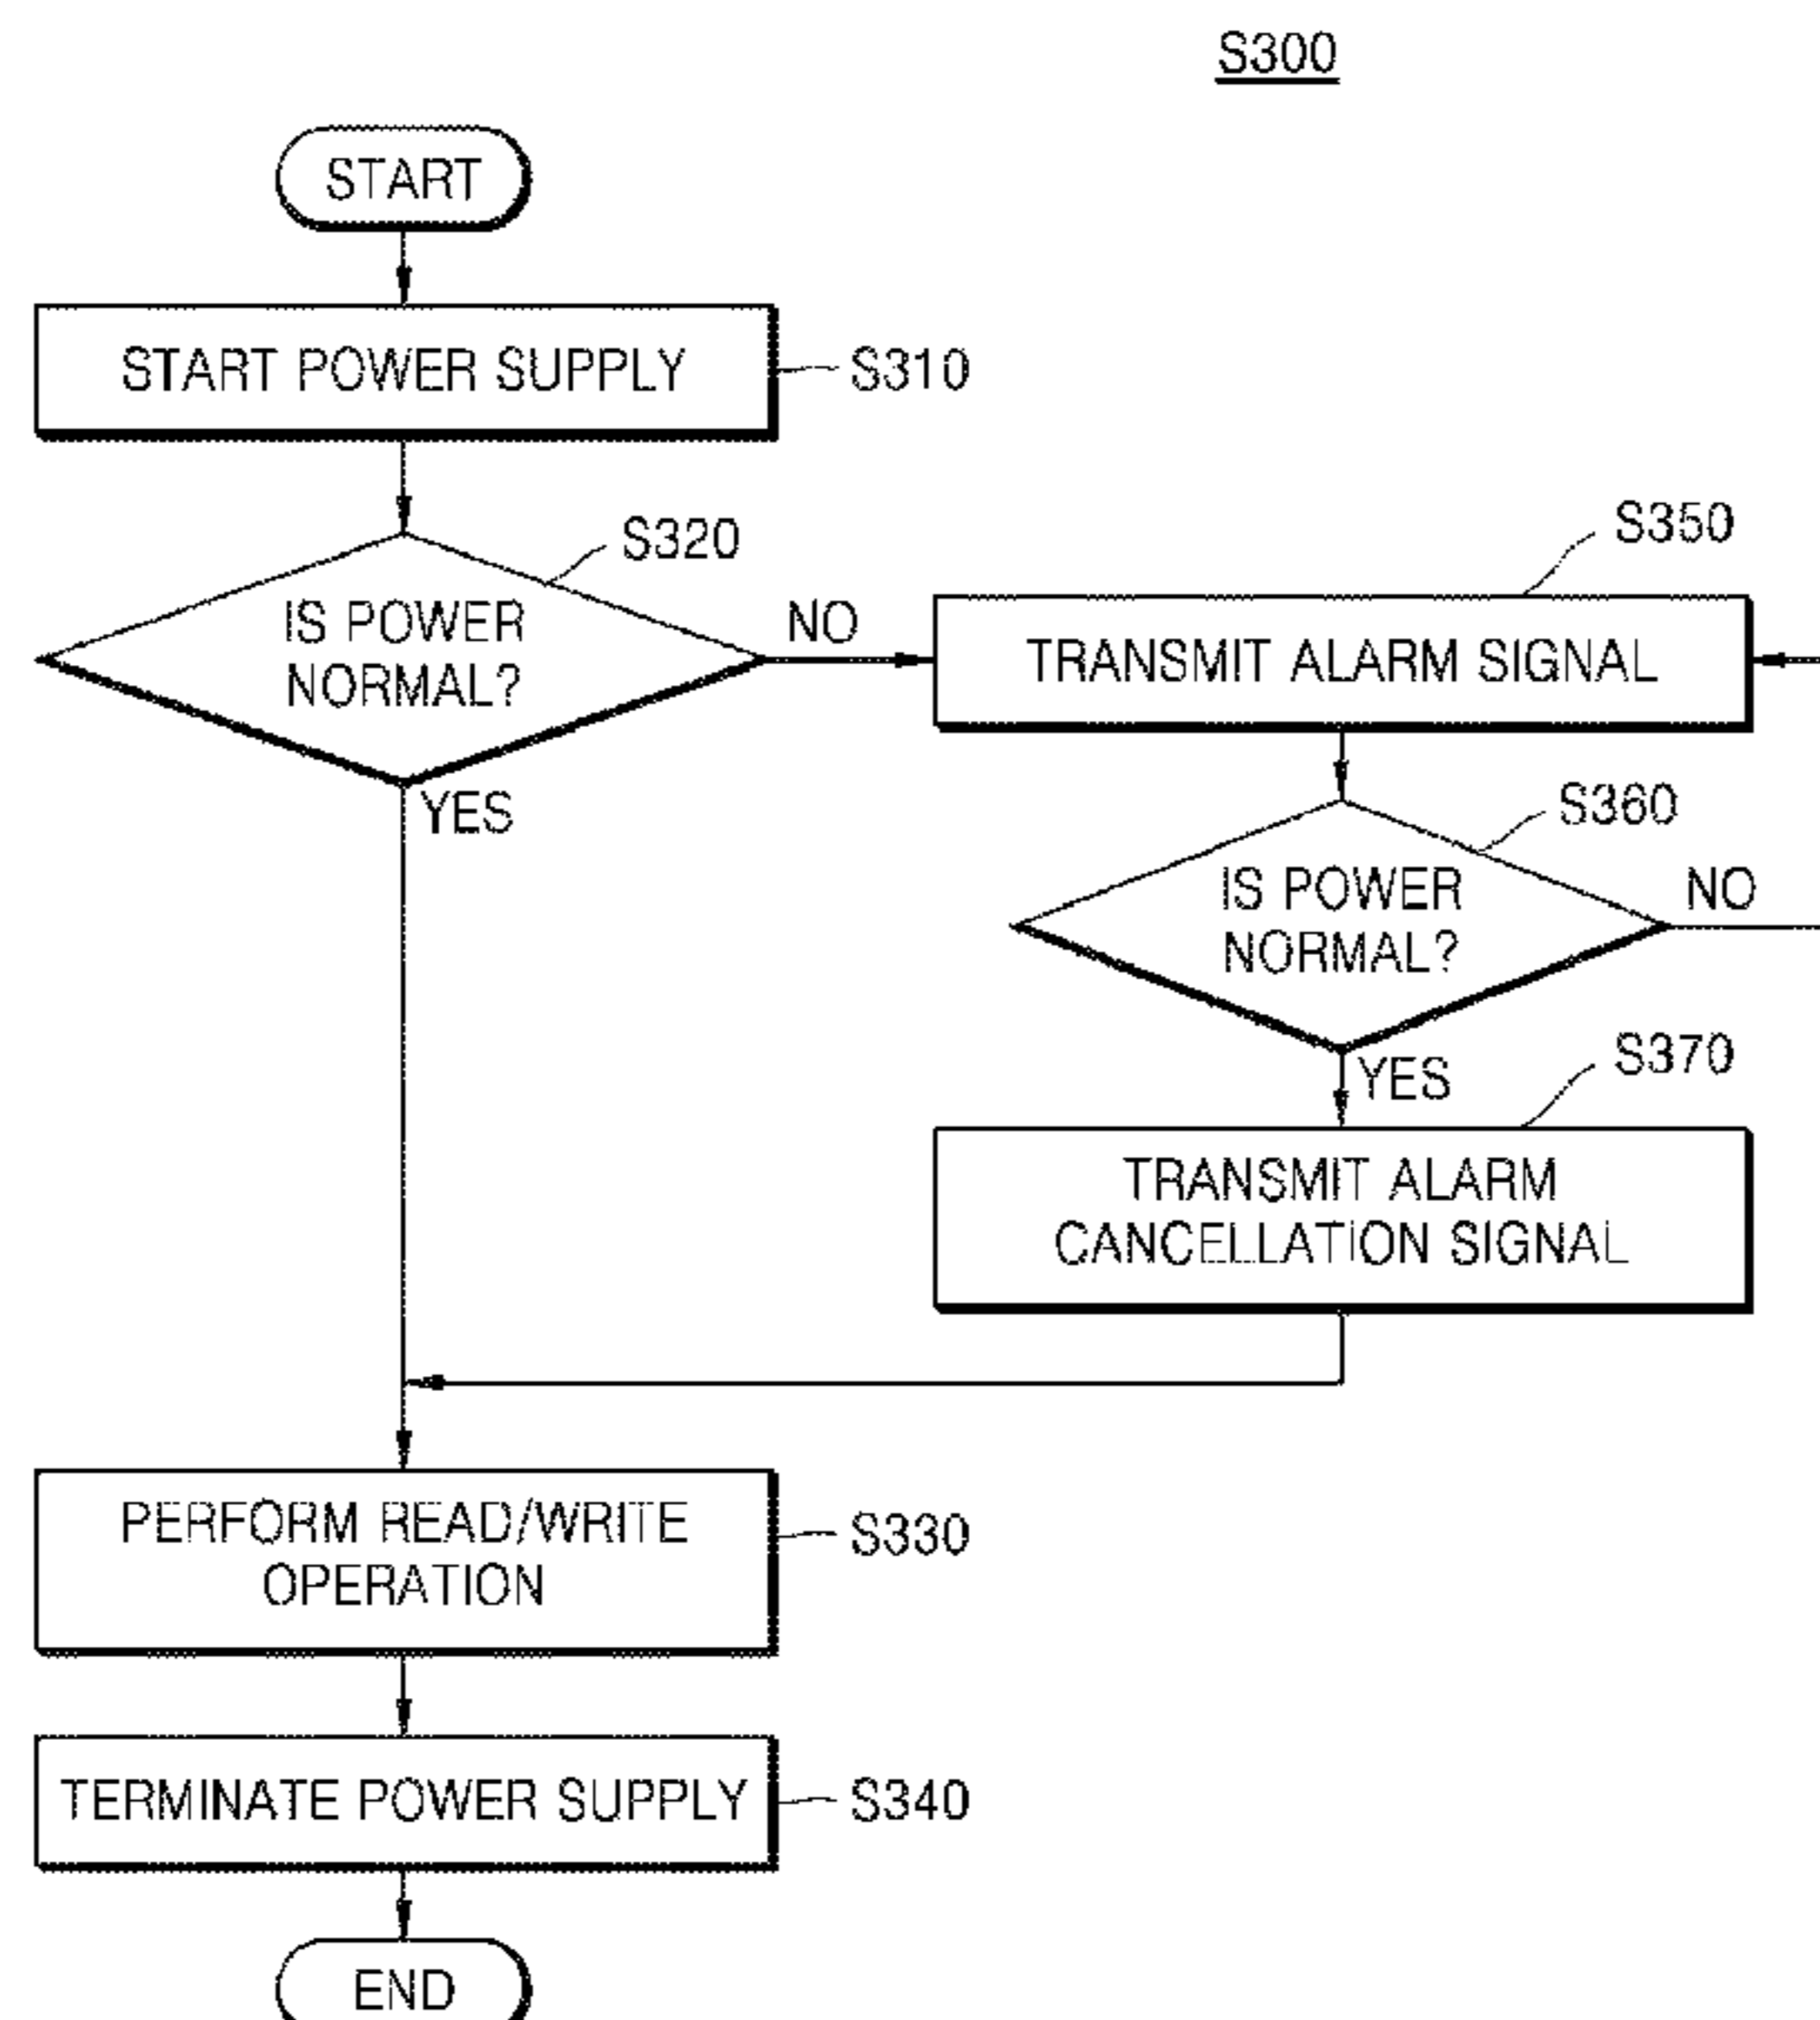 S300
START
START POWER SUPPLY
S310
S320
IS POWER
NORMAL?
NO
YES
S350
TRANSMIT ALARM SIGNAL
S360
IS POWER
NORMAL?
NO
YES
S370
TRANSMIT ALARM
CANCELLATION SIGNAL
PERFORM READ/WRITE
OPERATION
S330
TERMINATE POWER SUPPLY
S340
END